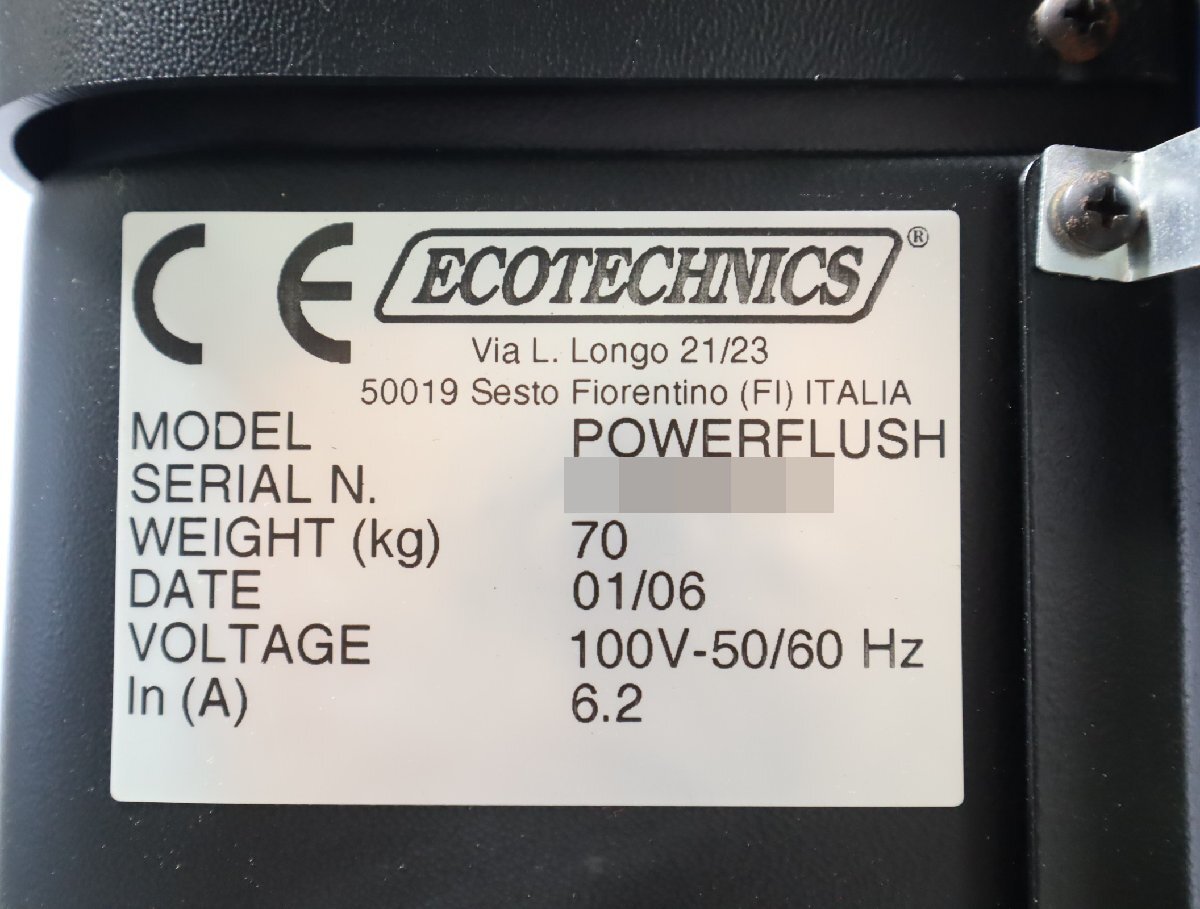 CE ECOTECHNICS ®
Via L. Longo 21/23
50019 Sesto Fiorentino (FI) ITALIA
MODEL POWERFLUSH
SERIAL N.
WEIGHT (kg) 70
DATE 01/06
VOLTAGE 100V-50/60 Hz
In (A) 6.2